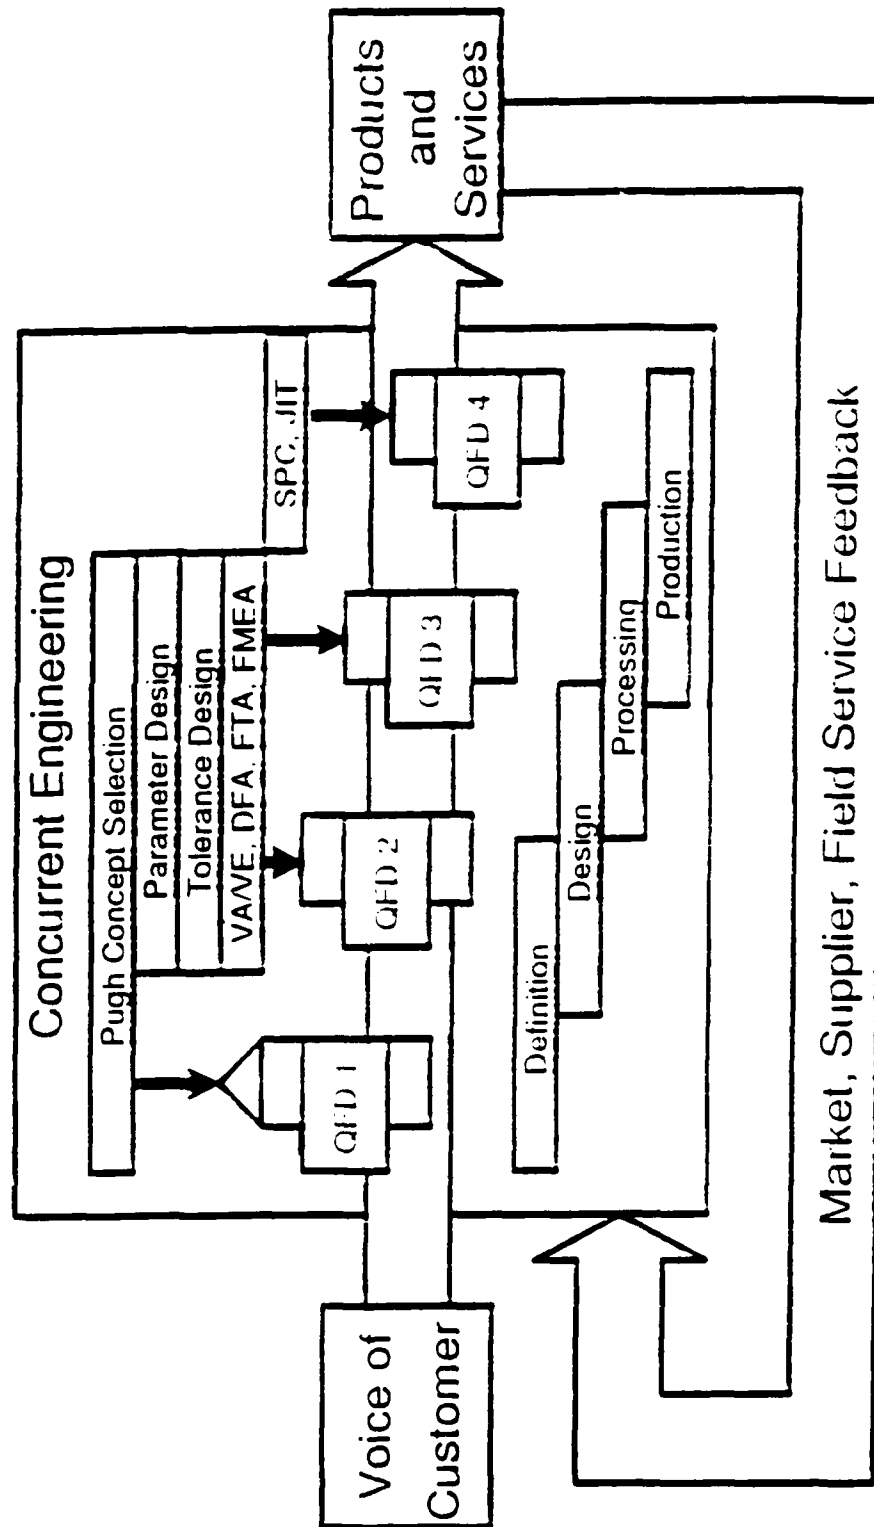 Concurrent Engineering
Pugh Concept Selection
Parameter Design
Tolerance Design
VA/VE, DFA, FTA, FMEA
SPC, JIT
Voice of
Customer
QFD 1
QFD 2
QFD 3
QFD 4
Products
and
Services
Definition
Design
Processing
Production
Market, Supplier, Field Service Feedback